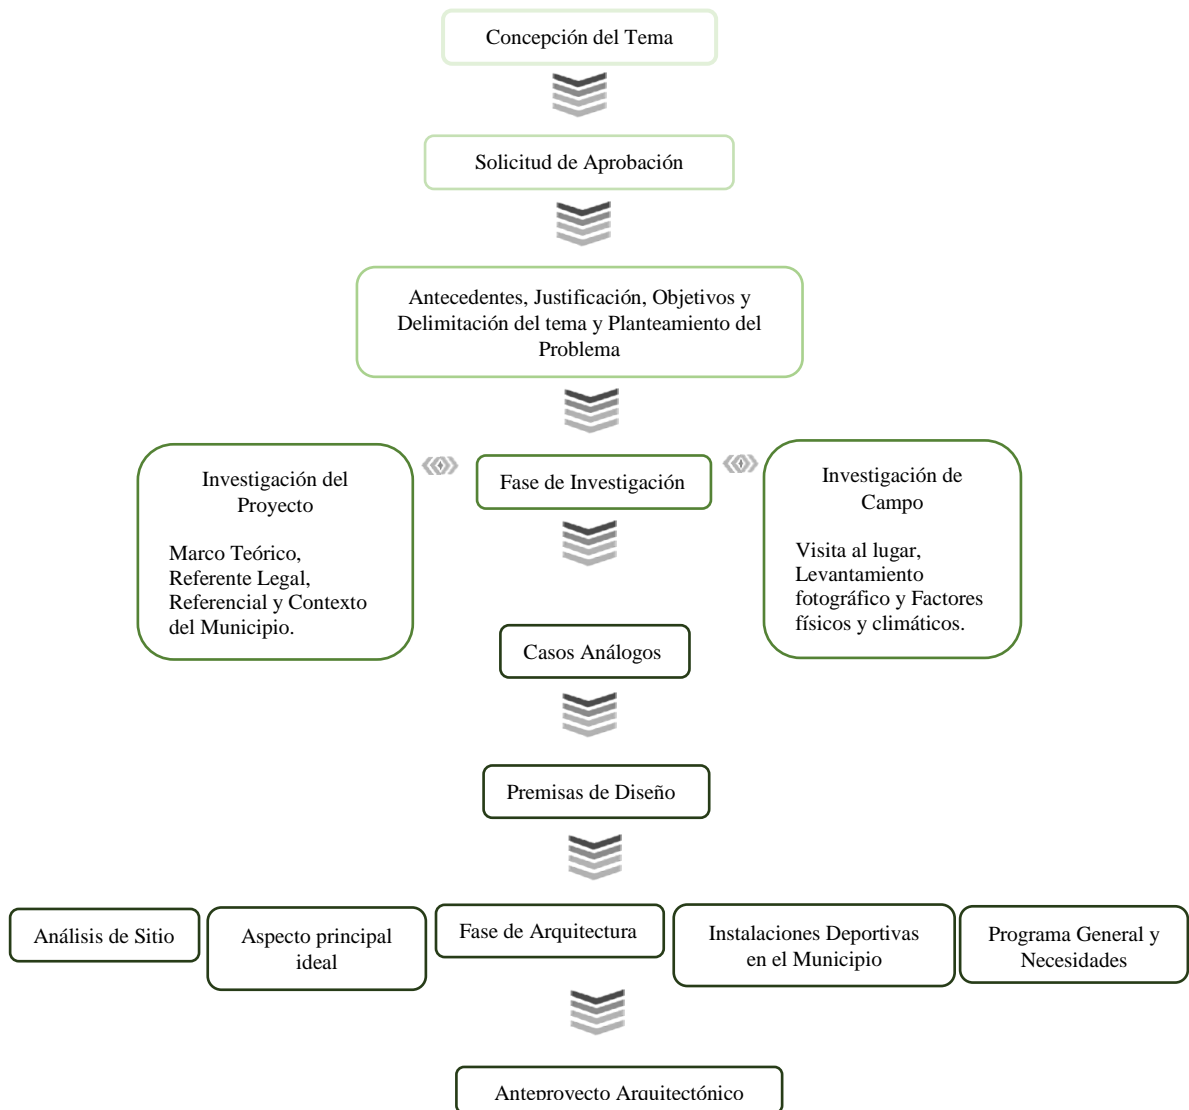 Concepción del Tema
Solicitud de Aprobación
Antecedentes, Justificación, Objetivos y
Delimitación del tema y Planteamiento del
Problema
Investigación del
Proyecto
Marco Teórico,
Referente Legal,
Referencial y Contexto
del Municipio.
Fase de Investigación
Investigación de
Campo
Visita al lugar,
Levantamiento
fotográfico y Factores
físicos y climáticos.
Casos Análogos
Premisas de Diseño
Análisis de Sitio
Aspecto principal
ideal
Fase de Arquitectura
Instalaciones Deportivas
en el Municipio
Programa General y
Necesidades
Anteproyecto Arquitectónico